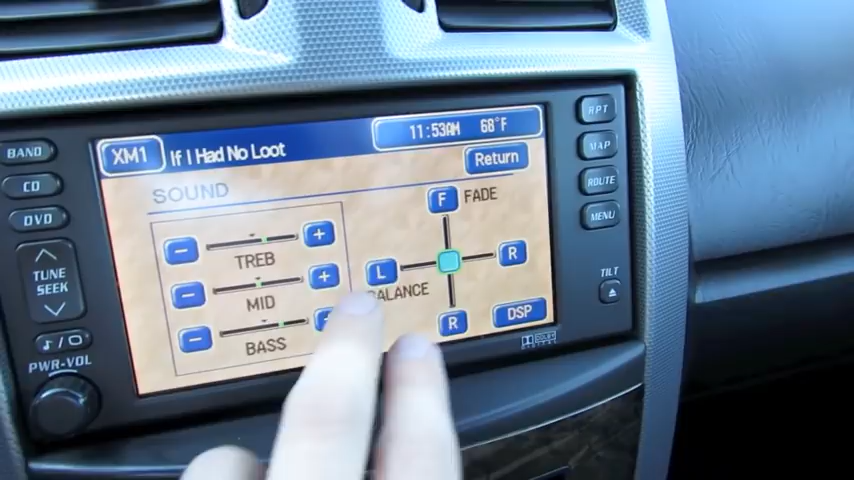 BAND
CD
DVD
TUNE
SEEK
PWR-VOL
XM1
If I Had No Loot
11:53AM 68°F
Return
SOUND
F
FADE
− +
TREB
− +
MID
−
BASS
L
R
BALANCE
R
DSP
DOLBY
RPT
MAP
ROUTE
MENU
TILT